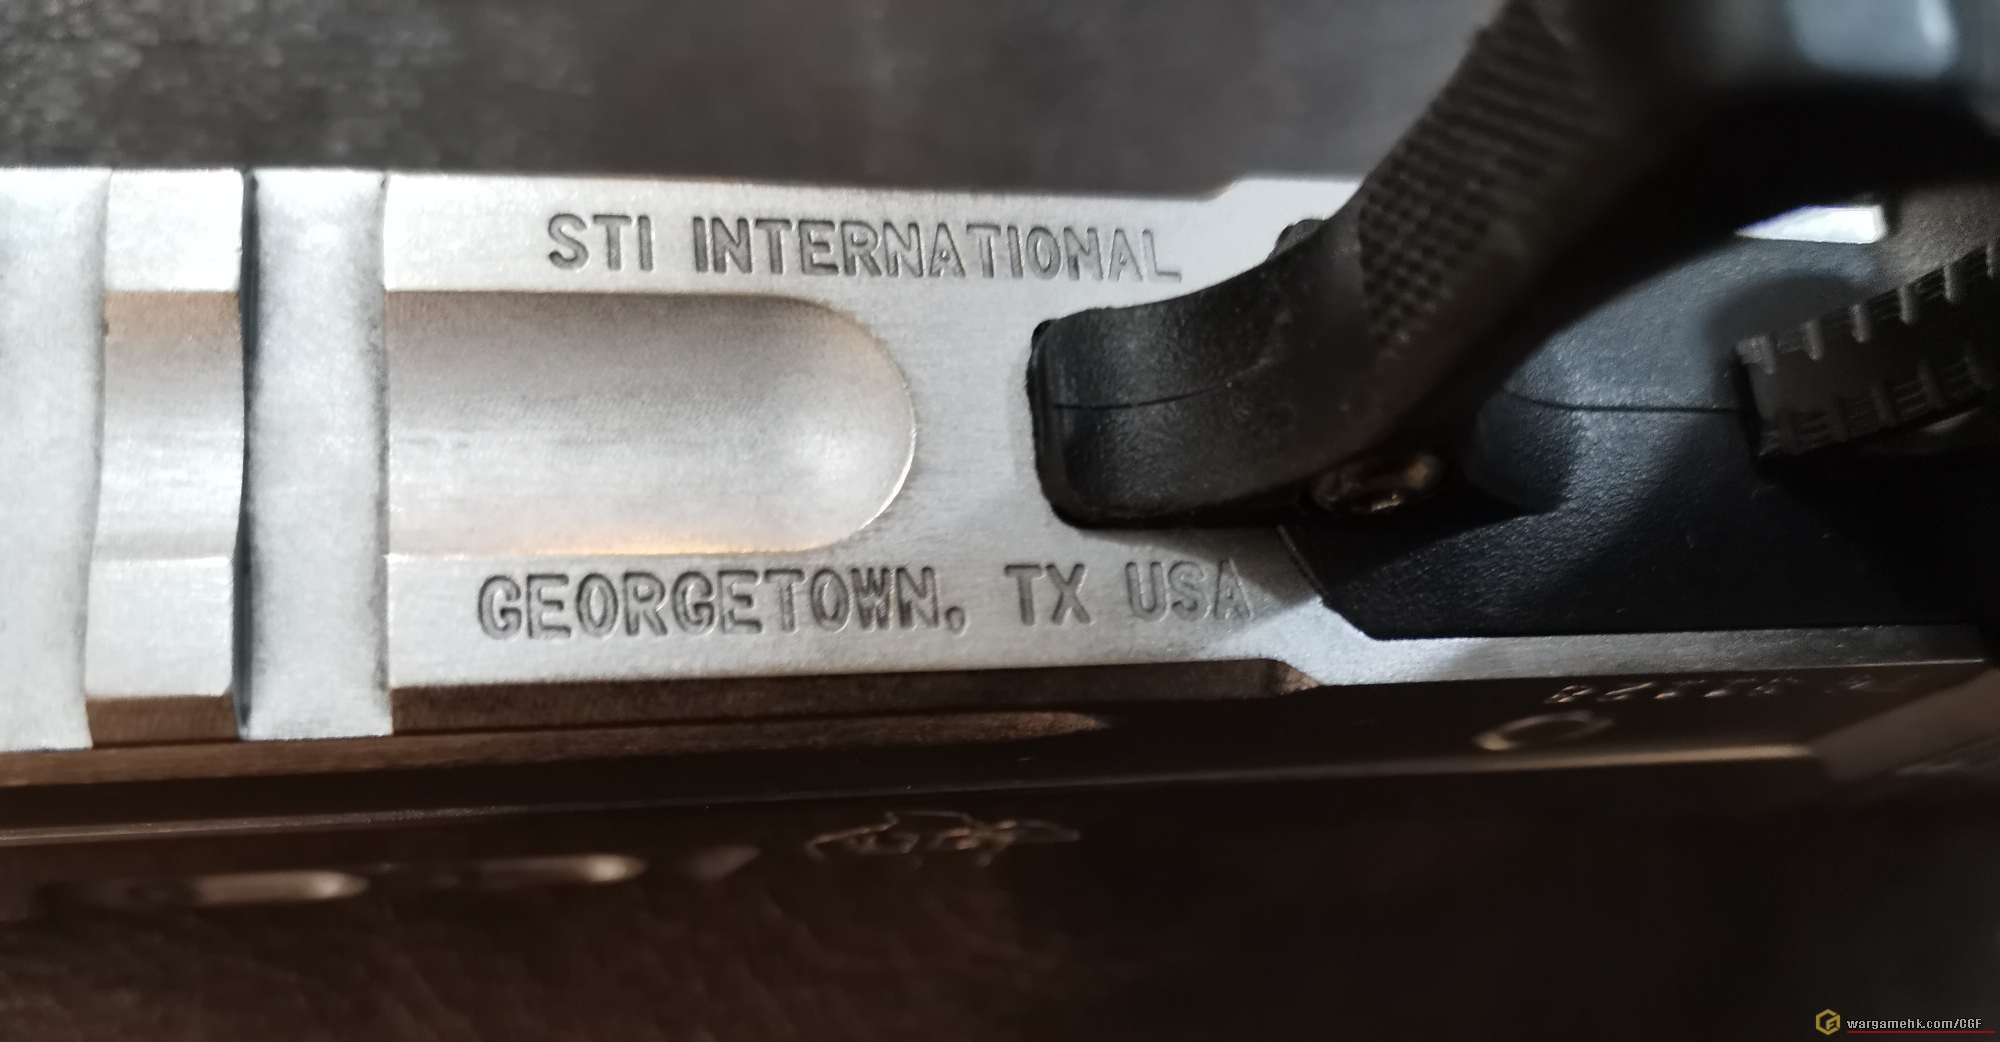 STI INTERNATIONAL
GEORGETOWN, TX USA
wargamehk.com/CGF